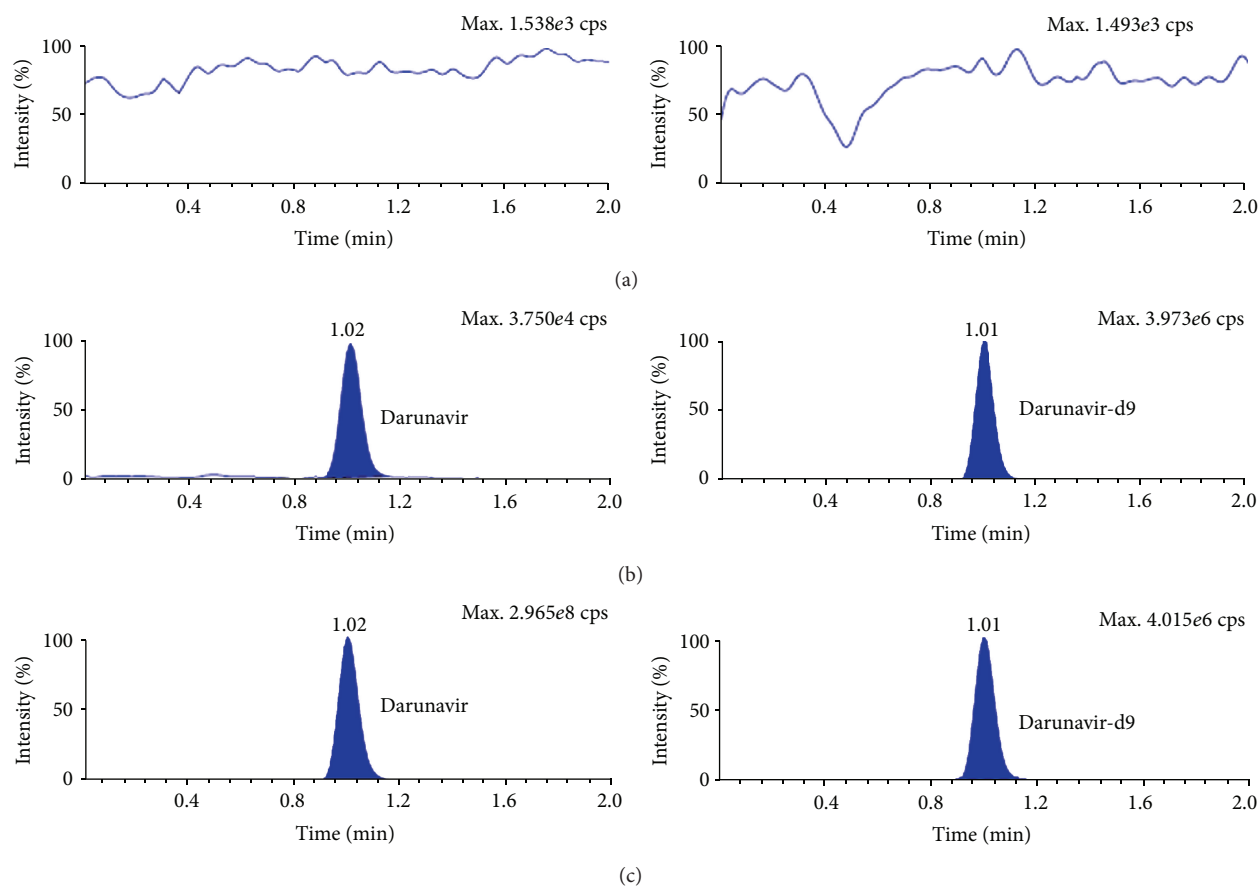 Max. 1.538e3 cps
Intensity (%)
100
50
0
0.4 0.8 1.2 1.6 2.0
Time (min)
Max. 1.493e3 cps
Intensity (%)
100
50
0
0.4 0.8 1.2 1.6 2.0
Time (min)
(a)
Max. 3.750e4 cps
1.02
Darunavir
Intensity (%)
100
50
0
0.4 0.8 1.2 1.6 2.0
Time (min)
Max. 3.973e6 cps
1.01
Darunavir-d9
Intensity (%)
100
50
0
0.4 0.8 1.2 1.6 2.0
Time (min)
(b)
Max. 2.965e8 cps
1.02
Darunavir
Intensity (%)
100
50
0
0.4 0.8 1.2 1.6 2.0
Time (min)
Max. 4.015e6 cps
1.01
Darunavir-d9
Intensity (%)
100
50
0
0.4 0.8 1.2 1.6 2.0
Time (min)
(c)